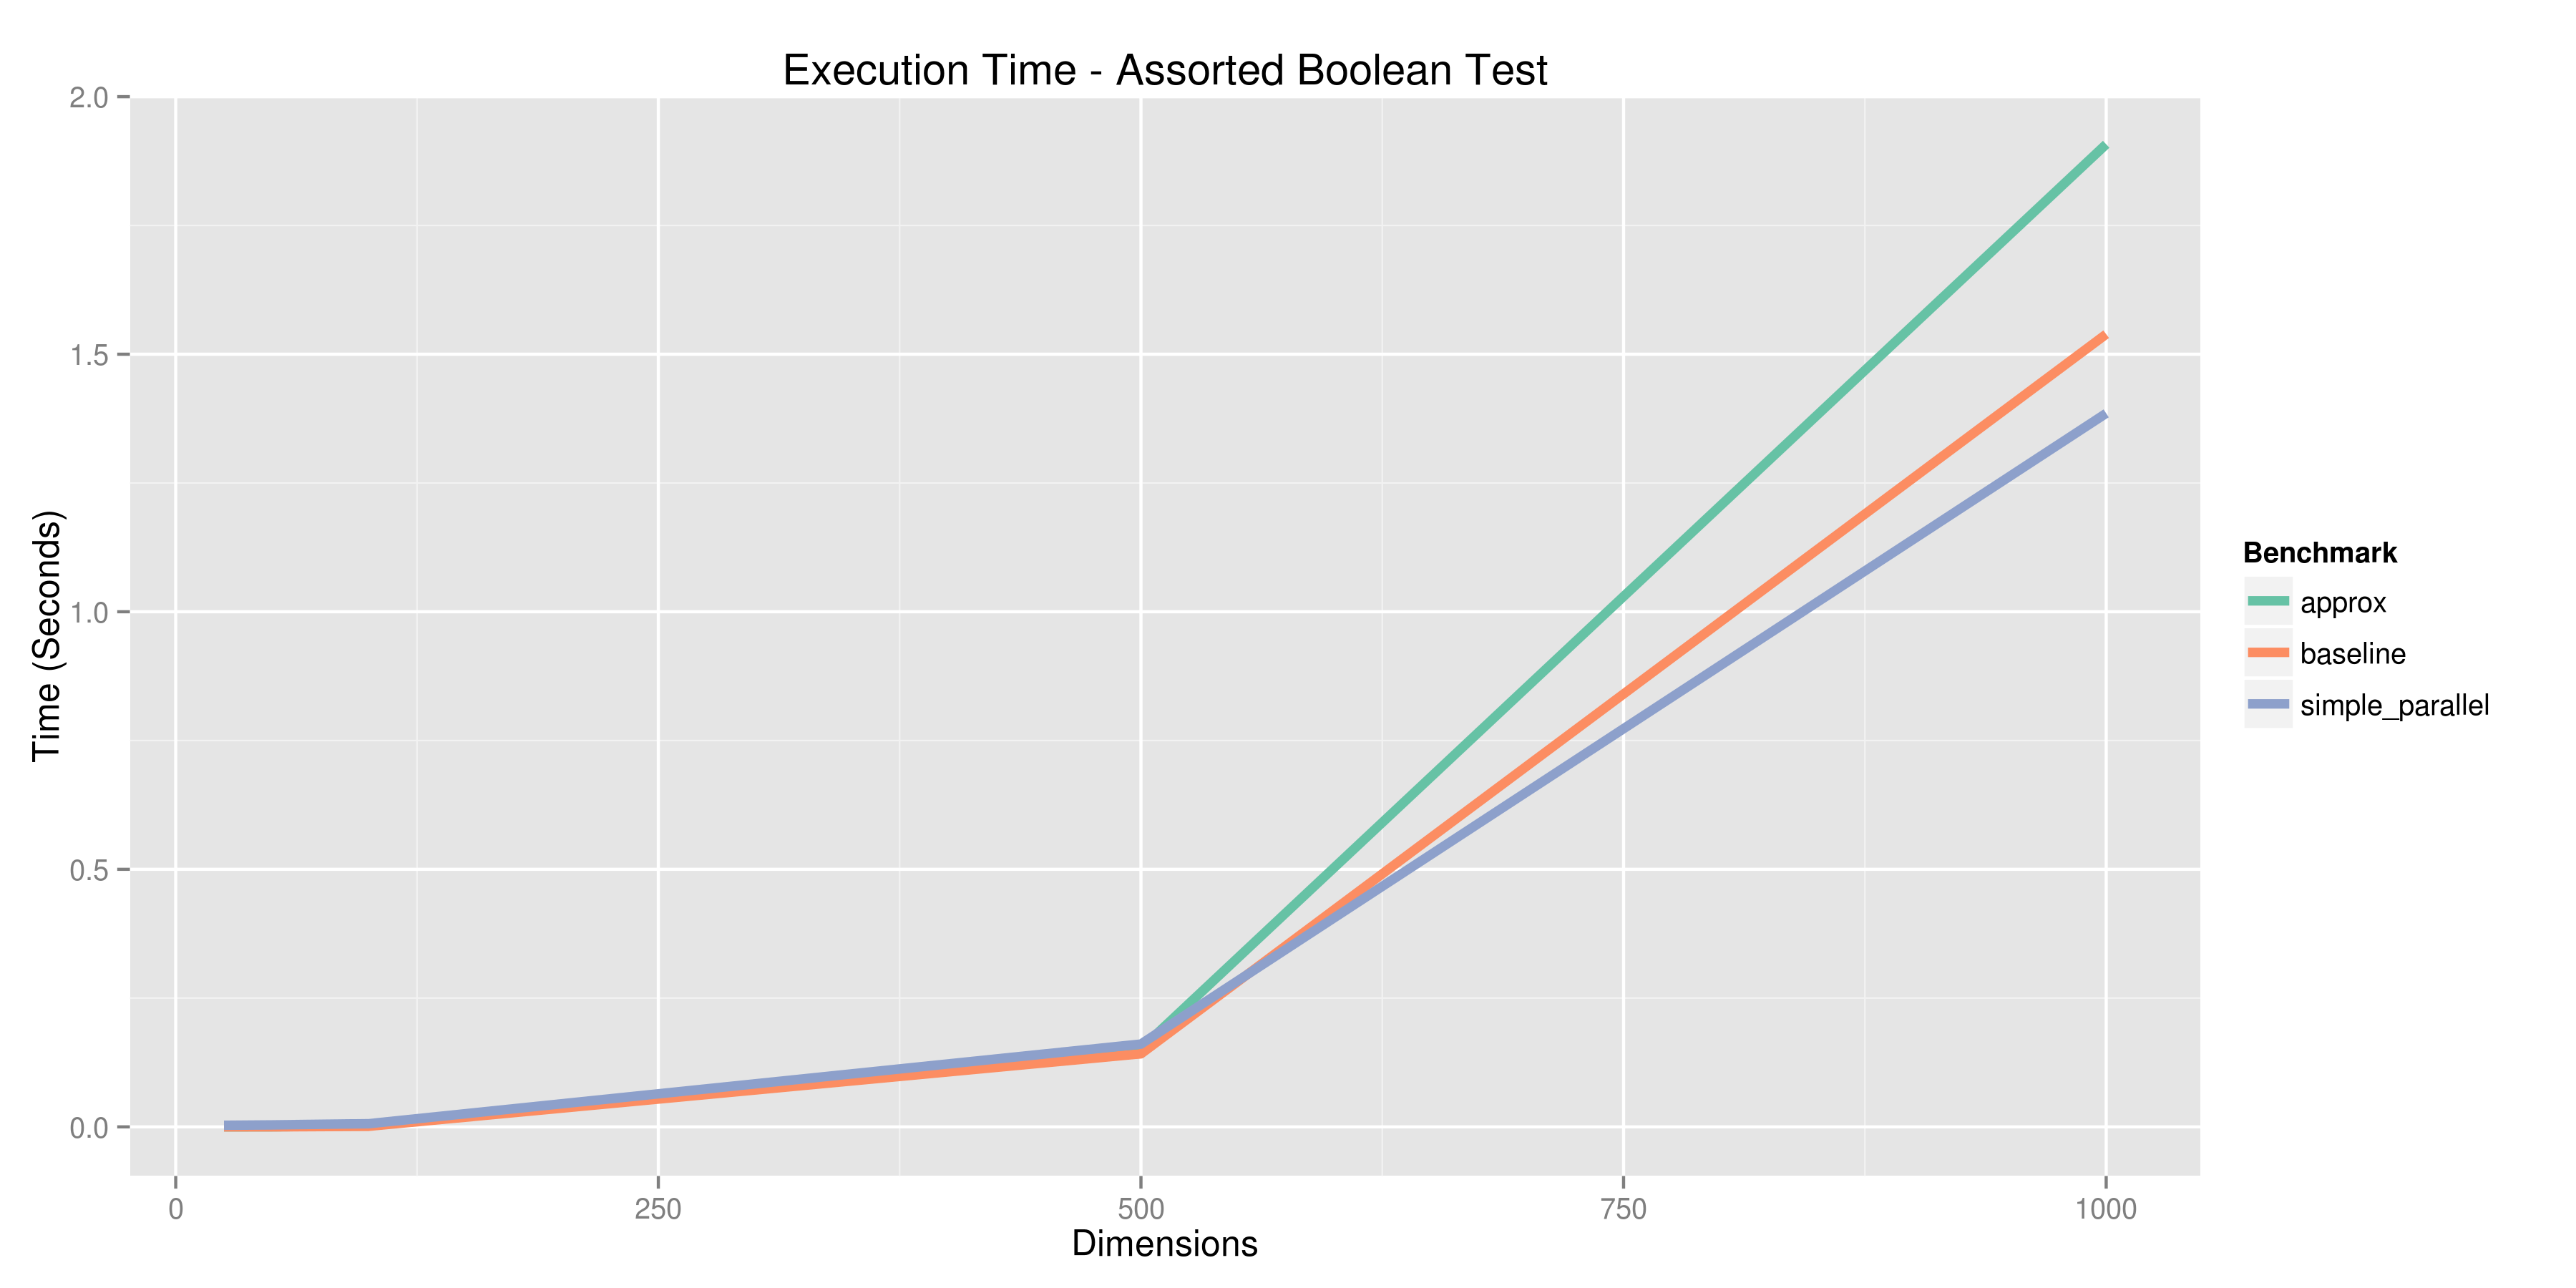 Execution Time - Assorted Boolean Test
2.0
1.5
1.0
0.5
0.0
Time (Seconds)
0 250 500 750 1000
Dimensions
Benchmark
approx
baseline
simple_parallel